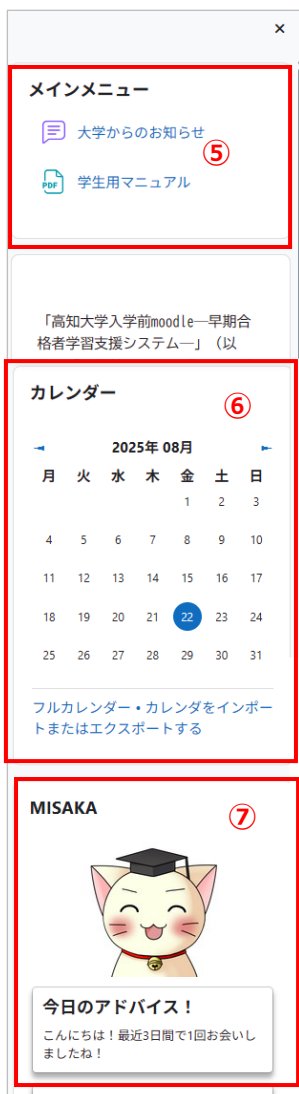 ×
メインメニュー
大学からのお知らせ
⑤
PDF 学生用マニュアル
「高知大学入学前moodle―早期合
格者学習支援システム―」（以
カレンダー
⑥
2025年 08月
月 火 水 木 金 土 日
1 2 3
4 5 6 7 8 9 10
11 12 13 14 15 16 17
18 19 20 21 22 23 24
25 26 27 28 29 30 31
フルカレンダー • カレンダをインポー
トまたはエクスポートする
MISAKA
⑦
今日のアドバイス！
こんにちは！最近3日間で1回お会いし
ましたね！